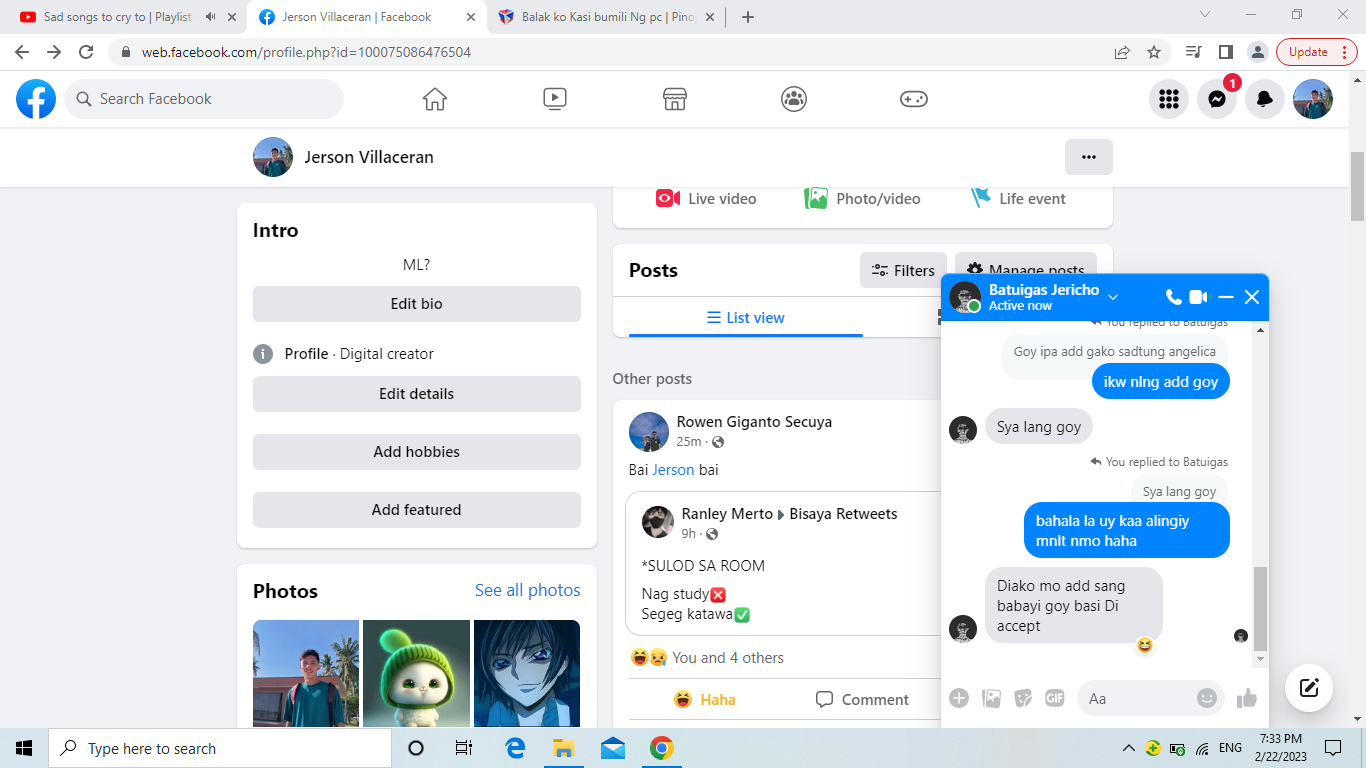 Sad songs to cry to | Playlist
Jerson Villaceran | Facebook
Balak ko Kasi bumili Ng pc | Pino
web.facebook.com/profile.php?id=100075086476504
Update
Search Facebook
1
Jerson Villaceran
Live video
Photo/video
Life event
Intro
ML?
Edit bio
Profile · Digital creator
Edit details
Add hobbies
Add featured
Photos
See all photos
Posts
Filters
Manage posts
List view
Other posts
Rowen Giganto Secuya
25m
Bai Jerson bai
Ranley Merto Bisaya Retweets
9h
*SULOD SA ROOM
Nag study❌
Segeg katawa✅
You and 4 others
Haha
Comment
Batuigas Jericho
Active now
You replied to Batuigas
Goy ipa add gako sadtung angelica
ikw nlng add goy
Sya lang goy
You replied to Batuigas
Sya lang goy
bahala la uy kaa alingiy
mnlt nmo haha
Diako mo add sang
babayi goy basi Di
accept
GIF
Aa
Type here to search
ENG
7:33 PM
2/22/2023